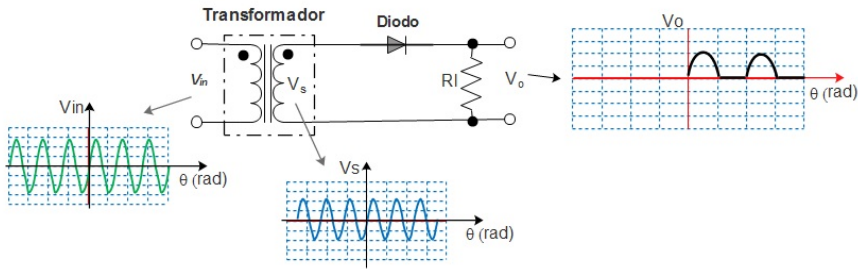 Transformador
Diodo
Vo
Vin
Vs
Rl
Vo
θ (rad)
Vin
θ (rad)
Vs
θ (rad)